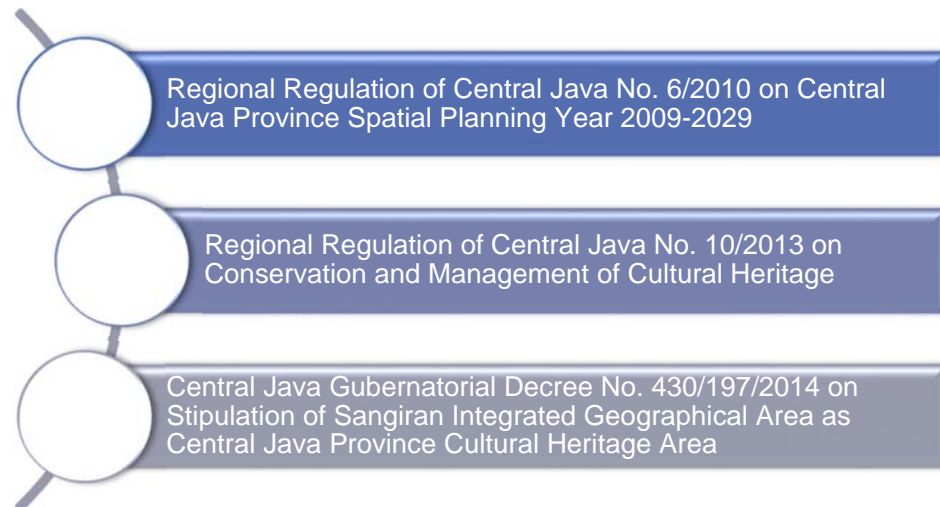 Regional Regulation of Central Java No. 6/2010 on Central
Java Province Spatial Planning Year 2009-2029
Regional Regulation of Central Java No. 10/2013 on
Conservation and Management of Cultural Heritage
Central Java Gubernatorial Decree No. 430/197/2014 on
Stipulation of Sangiran Integrated Geographical Area as
Central Java Province Cultural Heritage Area